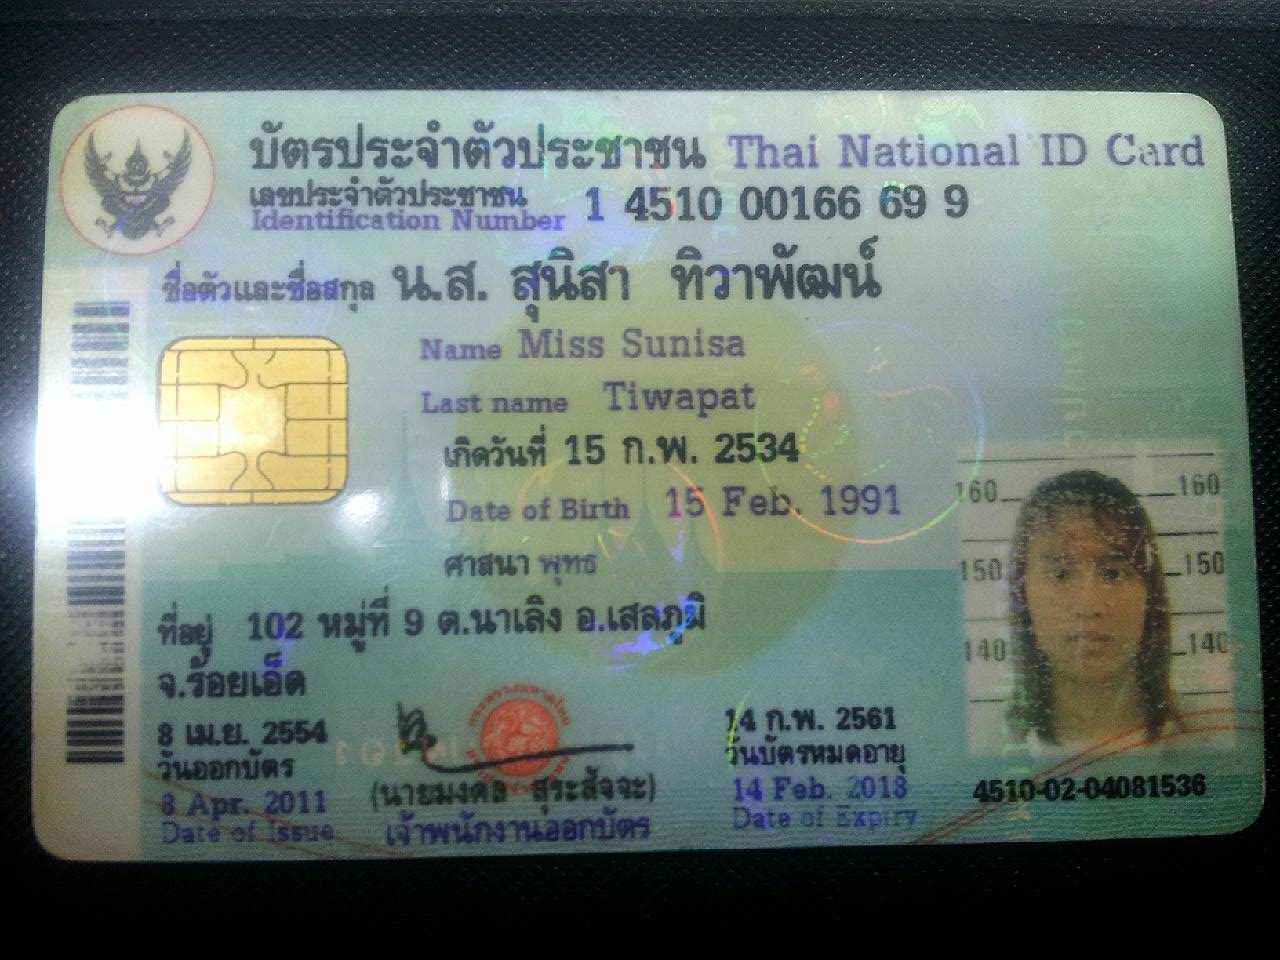 บัตรประจำตัวประชาชน Thai National ID Card
เลขประจำตัวประชาชน
Identification Number 1 4510 00166 69 9
ชื่อตัวและชื่อสกุล น.ส. สุนิสา ทิวาพัฒน์
Name Miss Sunisa
Last name Tiwapat
เกิดวันที่ 15 ก.พ. 2534
Date of Birth 15 Feb. 1991
ศาสนา พุทธ
ที่อยู่ 102 หมู่ที่ 9 ต.นาเลิง อ.เสลภูมิ
จ.ร้อยเอ็ด
160 160
150 150
140 140
8 เม.ย. 2554
วันออกบัตร
8 Apr. 2011
Date of Issue
(นายมงคล สุระสัจจะ)
เจ้าพนักงานออกบัตร
14 ก.พ. 2561
วันบัตรหมดอายุ
14 Feb. 2018
Date of Expiry
4510-02-04081536